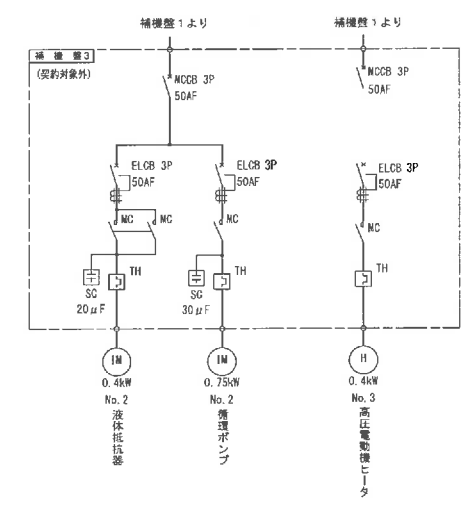 補機盤1より
補機盤1より
補機盤3
(契約対象外)
MCCB 3P
50AF
MCCB 3P
50AF
ELCB 3P
50AF
ELCB 3P
50AF
ELCB 3P
50AF
MC
MC
MC
MC
TH
TH
TH
SC
20μF
SC
30μF
IM
IM
H
0.4kW
0.75kW
0.4kW
No.2
No.2
No.3
液体抵抗器
循環ポンプ
高圧電動機ヒータ